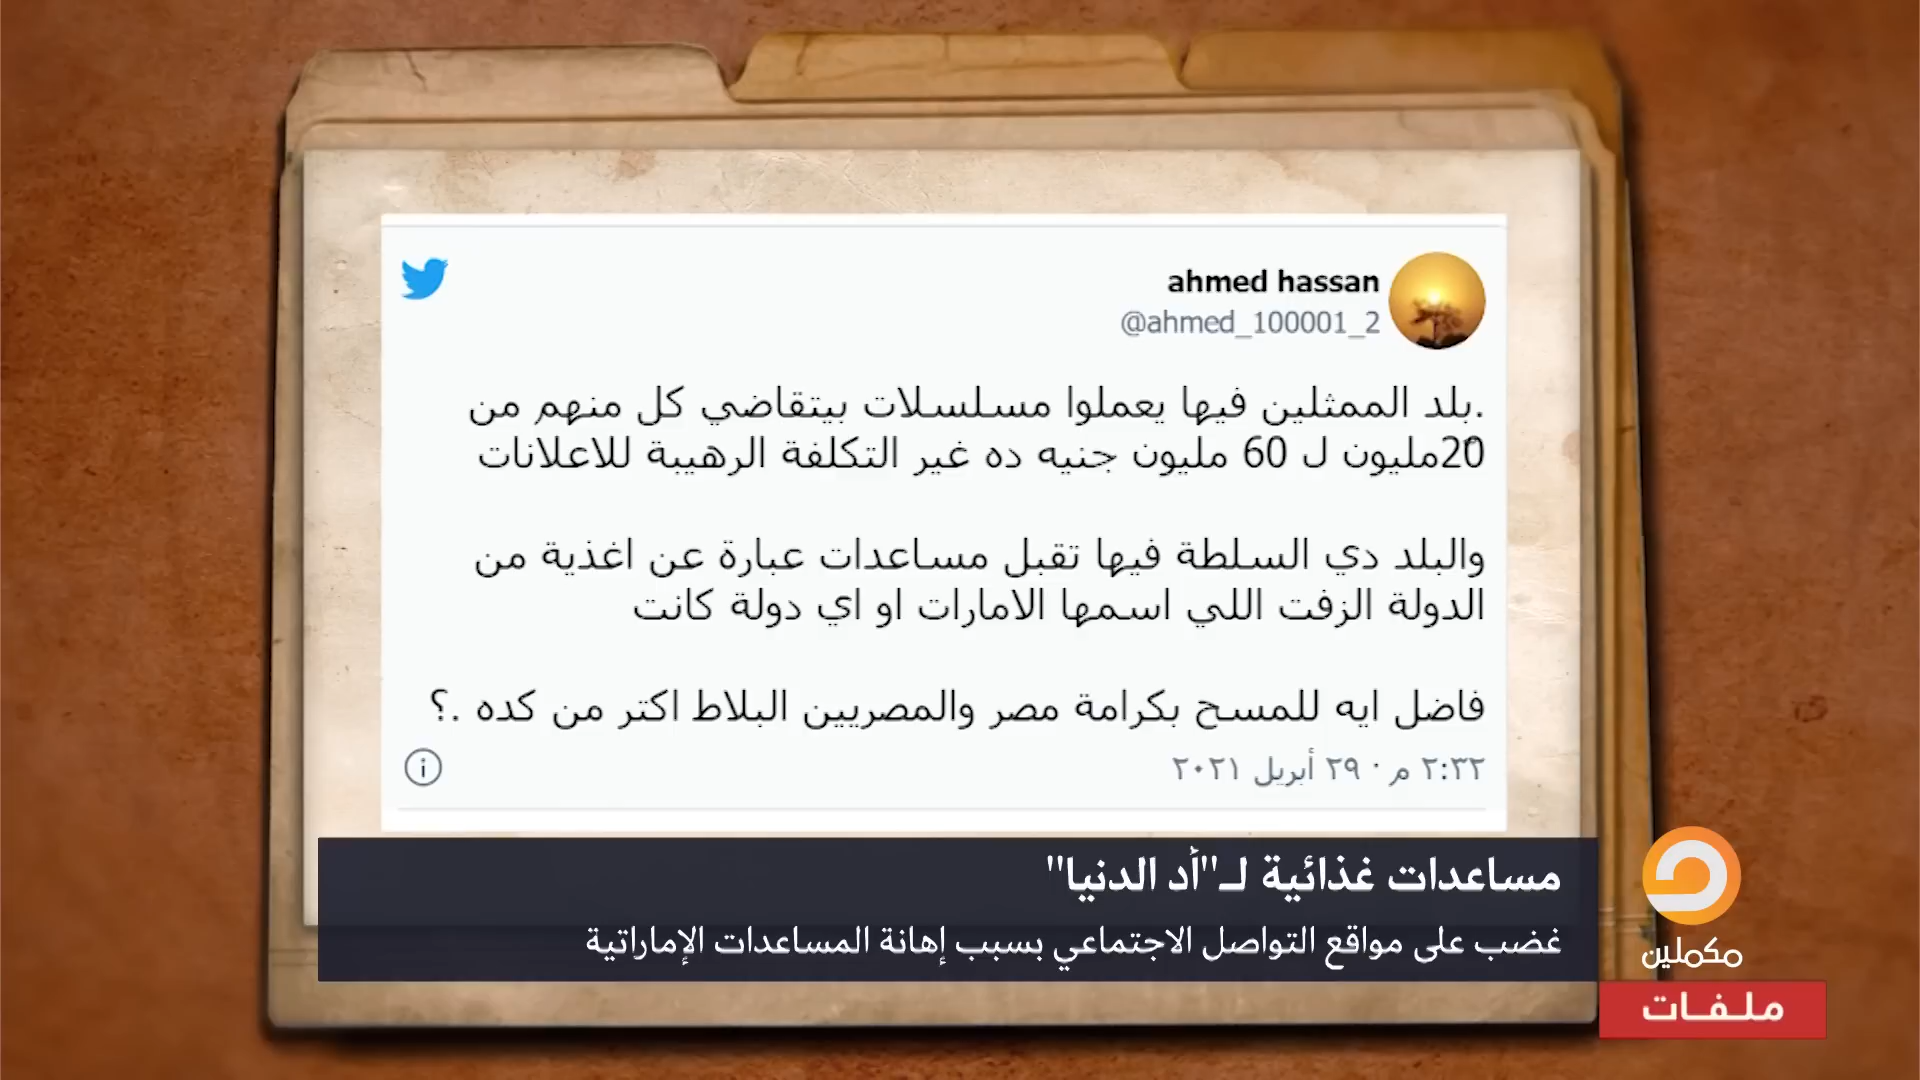 ahmed hassan
@ahmed_100001_2
.بلد الممثلين فيها يعملوا مسلسلات بيتقاضي كل منهم من
20مليون ل 60 مليون جنيه ده غير التكلفة الرهيبة للاعلانات
والبلد دي السلطة فيها تقبل مساعدات عبارة عن اغذية من
الدولة الزفت اللي اسمها الامارات او اي دولة كانت
فاضل ايه للمسح بكرامة مصر والمصريين البلاط اكتر من كده .؟
٢:٣٢ م · ٢٩ أبريل ٢٠٢١
مساعدات غذائية لـ"أد الدنيا"
غضب على مواقع التواصل الاجتماعي بسبب إهانة المساعدات الإماراتية
مكملين
ملفات